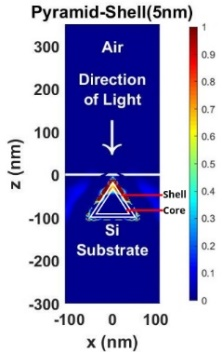 Pyramid-Shell(5nm)
1
0.9
0.8
0.7
0.6
0.5
0.4
0.3
0.2
0.1
0
300
200
100
0
-100
-200
-300
z (nm)
Air
Direction
of Light
Shell
Core
Si
Substrate
-100 0 100
x (nm)